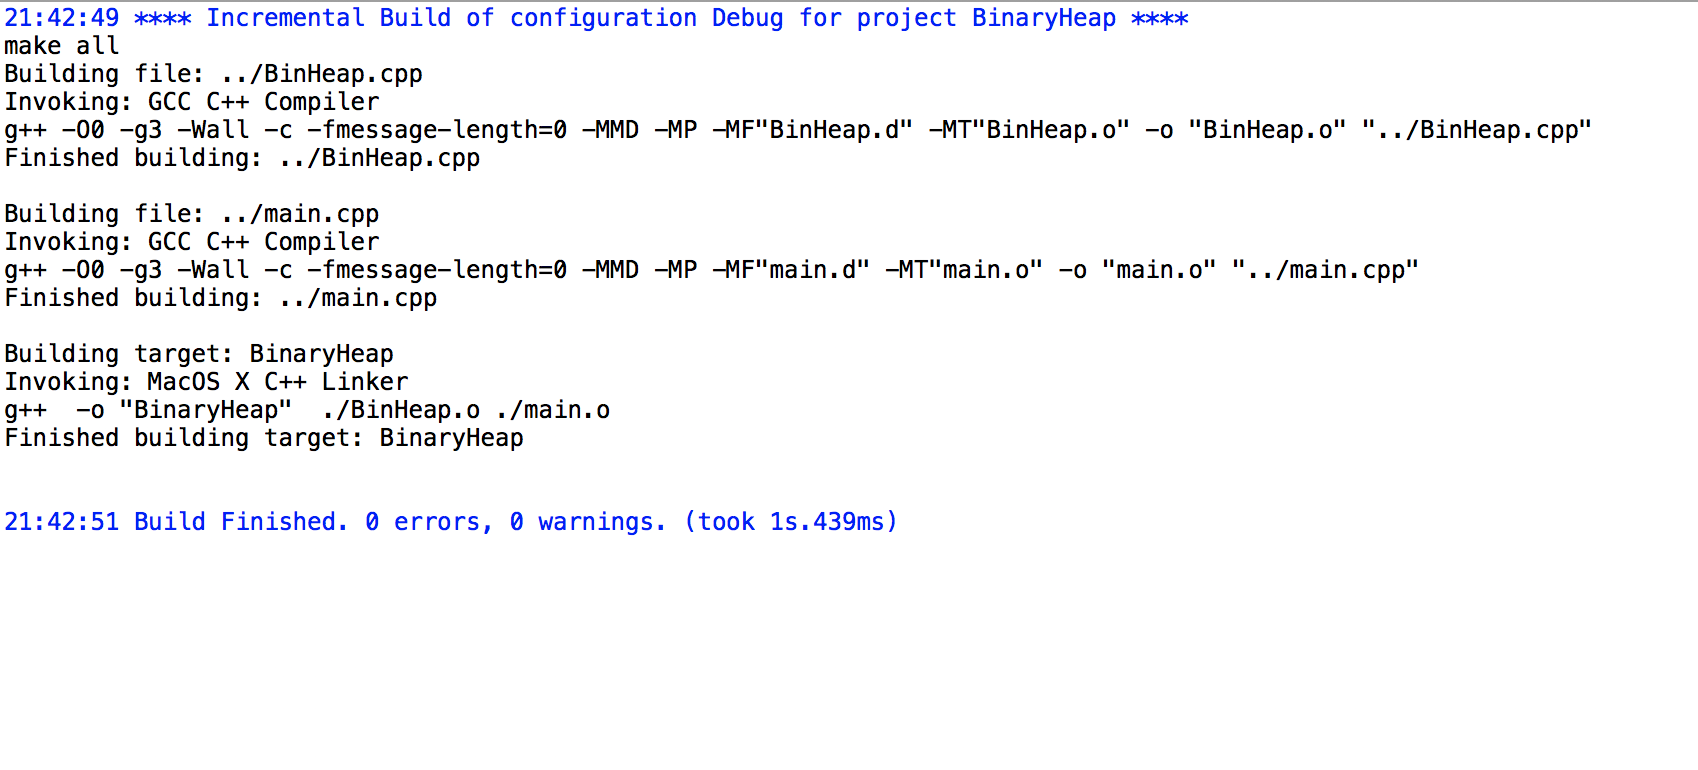 21:42:49 **** Incremental Build of configuration Debug for project BinaryHeap ****
make all
Building file: ../BinHeap.cpp
Invoking: GCC C++ Compiler
g++ -O0 -g3 -Wall -c -fmessage-length=0 -MMD -MP -MF"BinHeap.d" -MT"BinHeap.o" -o "BinHeap.o" "../BinHeap.cpp"
Finished building: ../BinHeap.cpp
Building file: ../main.cpp
Invoking: GCC C++ Compiler
g++ -O0 -g3 -Wall -c -fmessage-length=0 -MMD -MP -MF"main.d" -MT"main.o" -o "main.o" "../main.cpp"
Finished building: ../main.cpp
Building target: BinaryHeap
Invoking: MacOS X C++ Linker
g++  -o "BinaryHeap"  ./BinHeap.o ./main.o
Finished building target: BinaryHeap
21:42:51 Build Finished. 0 errors, 0 warnings. (took 1s.439ms)